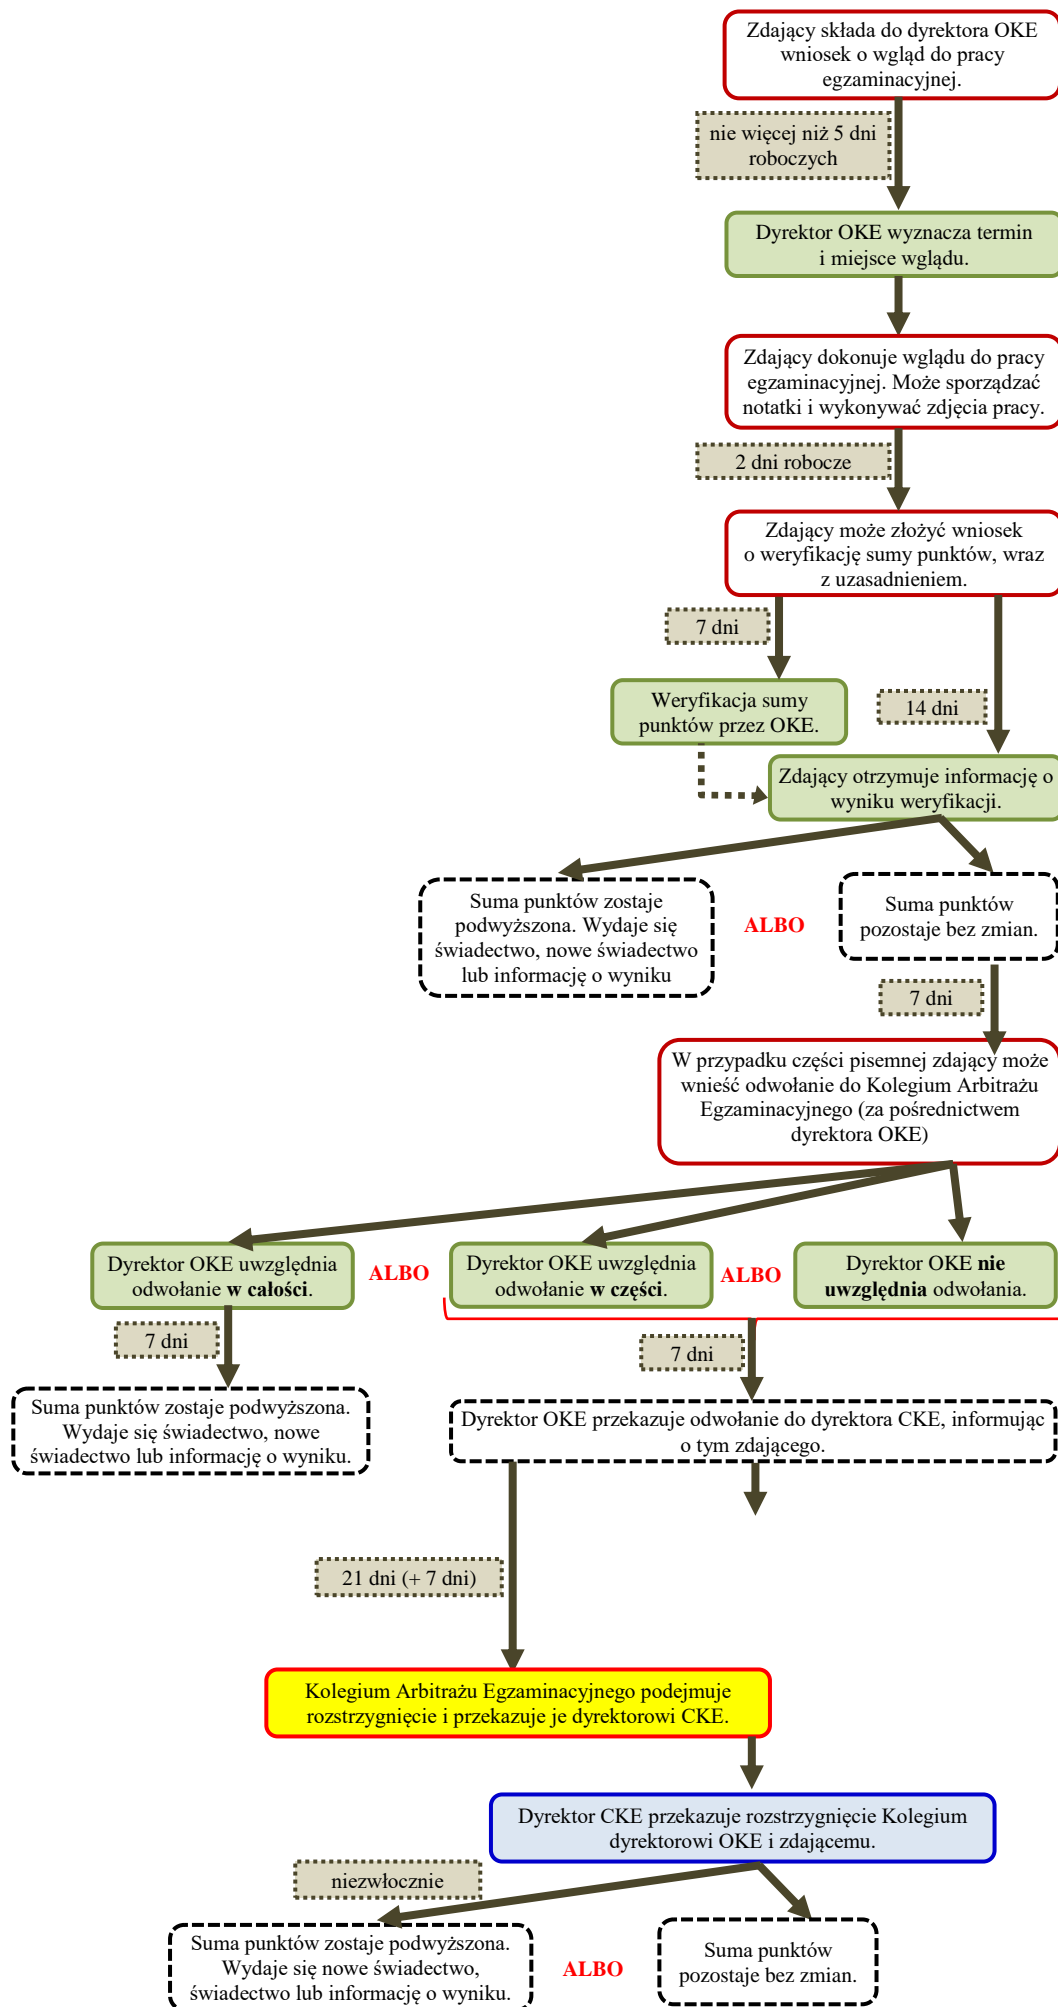 Zdający składa do dyrektora OKE
wniosek o wgląd do pracy
egzaminacyjnej.
nie więcej niż 5 dni
roboczych
Dyrektor OKE wyznacza termin
i miejsce wglądu.
Zdający dokonuje wglądu do pracy
egzaminacyjnej. Może sporządzać
notatki i wykonywać zdjęcia pracy.
2 dni robocze
Zdający może złożyć wniosek
o weryfikację sumy punktów, wraz
z uzasadnieniem.
7 dni
Weryfikacja sumy
punktów przez OKE.
14 dni
Zdający otrzymuje informację o
wyniku weryfikacji.
Suma punktów zostaje
podwyższona. Wydaje się
świadectwo, nowe świadectwo
lub informację o wyniku
ALBO
Suma punktów
pozostaje bez zmian.
7 dni
W przypadku części pisemnej zdający może
wnieść odwołanie do Kolegium Arbitrażu
Egzaminacyjnego (za pośrednictwem
dyrektora OKE)
Dyrektor OKE uwzględnia
odwołanie w całości.
ALBO
Dyrektor OKE uwzględnia
odwołanie w części.
ALBO
Dyrektor OKE nie
uwzględnia odwołania.
7 dni
Suma punktów zostaje podwyższona.
Wydaje się świadectwo, nowe
świadectwo lub informację o wyniku.
7 dni
Dyrektor OKE przekazuje odwołanie do dyrektora CKE, informując
o tym zdającego.
21 dni (+ 7 dni)
Kolegium Arbitrażu Egzaminacyjnego podejmuje
rozstrzygnięcie i przekazuje je dyrektorowi CKE.
Dyrektor CKE przekazuje rozstrzygnięcie Kolegium
dyrektorowi OKE i zdającemu.
niezwłocznie
Suma punktów zostaje podwyższona.
Wydaje się nowe świadectwo,
świadectwo lub informację o wyniku.
ALBO
Suma punktów
pozostaje bez zmian.